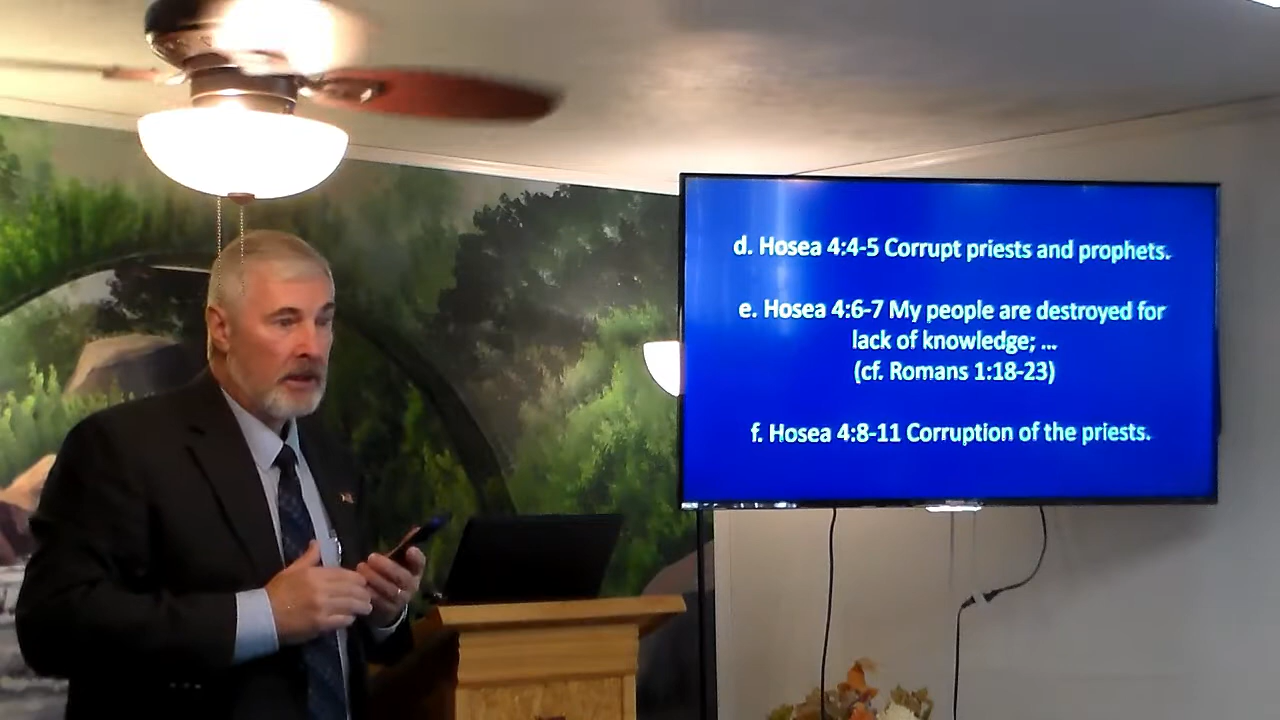 d. Hosea 4:4-5 Corrupt priests and prophets.
e. Hosea 4:6-7 My people are destroyed for
lack of knowledge; ...
(cf. Romans 1:18-23)
f. Hosea 4:8-11 Corruption of the priests.